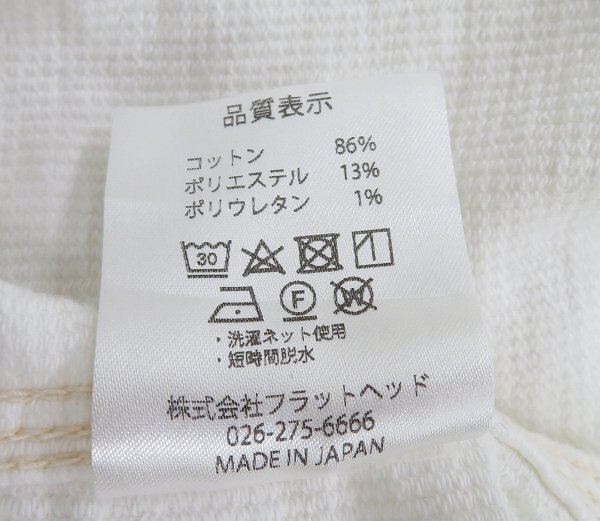 品質表示
コットン 86%
ポリエステル 13%
ポリウレタン 1%
30
F W
・洗濯ネット使用
・短時間脱水
株式会社フラットヘッド
026-275-6666
MADE IN JAPAN